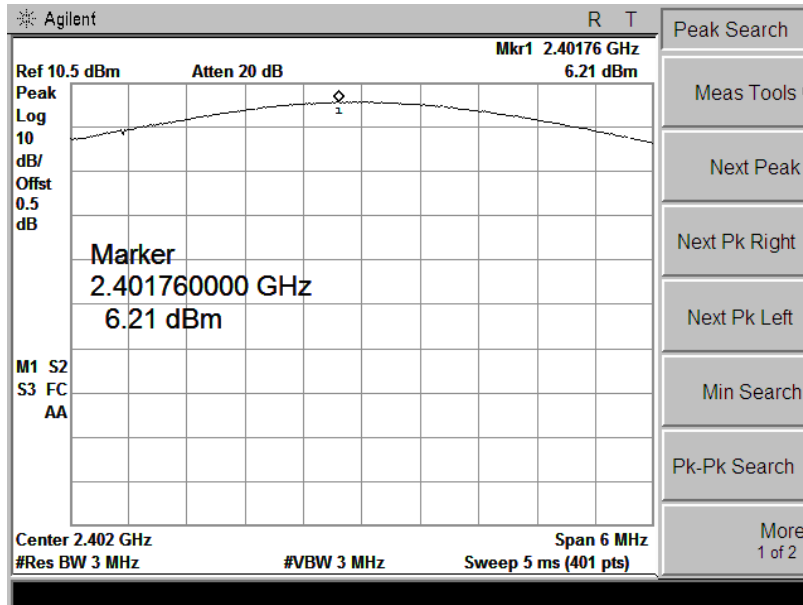 Agilent R T
Mkr1 2.40176 GHz
Ref 10.5 dBm Atten 20 dB 6.21 dBm
Peak
Log
10
dB/
Offst
0.5
dB
1
Marker
2.401760000 GHz
6.21 dBm
M1 S2
S3 FC
AA
Center 2.402 GHz Span 6 MHz
#Res BW 3 MHz #VBW 3 MHz Sweep 5 ms (401 pts)
Peak Search
Meas Tools
Next Peak
Next Pk Right
Next Pk Left
Min Search
Pk-Pk Search
More
1 of 2